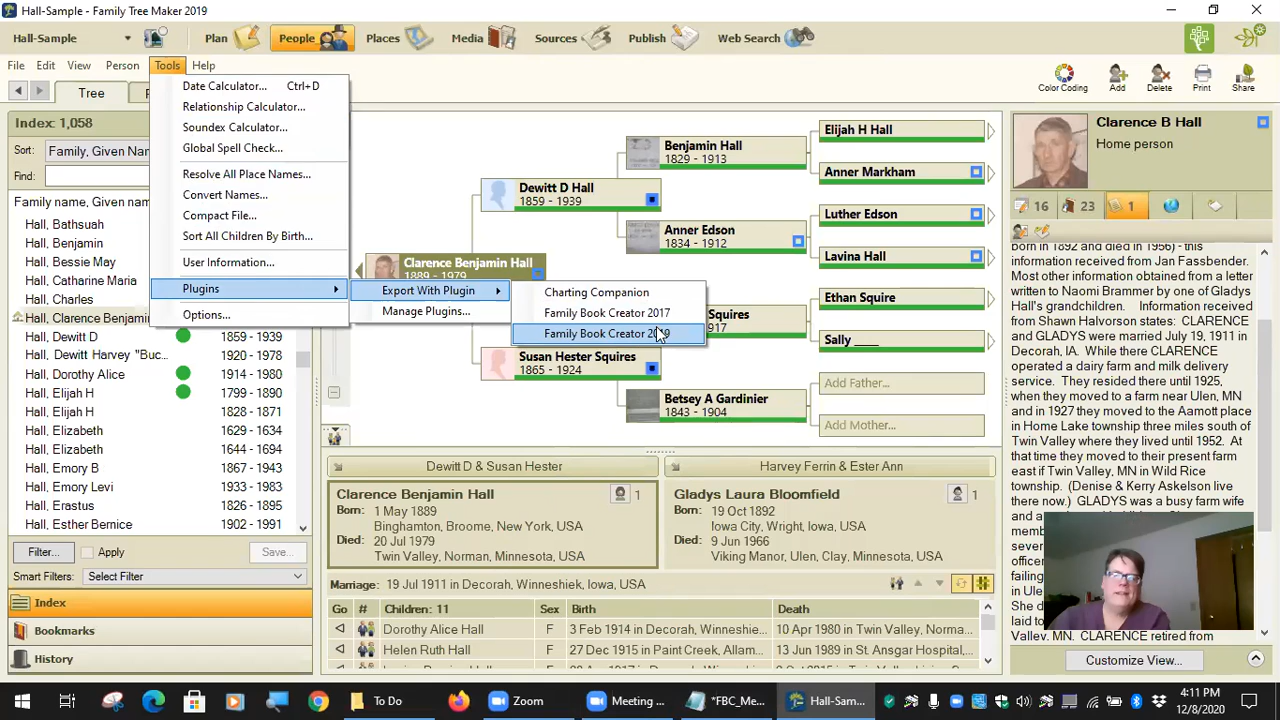 Hall-Sample - Family Tree Maker 2019
Hall-Sample
Plan
People
Places
Media
Sources
Publish
Web Search
File Edit View Person Tools Help
Tree
Color Coding Add Delete Print Share
Date Calculator... Ctrl+D
Relationship Calculator...
Soundex Calculator...
Global Spell Check...
Resolve All Place Names...
Convert Names...
Compact File...
Sort All Children By Birth...
User Information...
Plugins
Options...
Export With Plugin
Manage Plugins...
Charting Companion
Family Book Creator 2017
Family Book Creator
Index: 1,058
Sort: Family, Given Nam
Find:
Family name, Given name
Hall, Bathsuah
Hall, Benjamin
Hall, Bessie May
Hall, Catharine Maria
Hall, Charles
Hall, Clarence Benjamin
Hall, Dewitt D 1859 - 1939
Hall, Dewitt Harvey "Buc... 1920 - 1978
Hall, Dorothy Alice 1914 - 1980
Hall, Elijah H 1799 - 1890
Hall, Elijah H 1828 - 1871
Hall, Elizabeth 1629 - 1634
Hall, Elizabeth 1694 - 1694
Hall, Emory B 1867 - 1943
Hall, Emory Levi 1933 - 1983
Hall, Erastus 1826 - 1895
Hall, Esther Bernice 1902 - 1991
Filter... Apply Save...
Smart Filters: Select Filter
Index
Bookmarks
History
Clarence Benjamin Hall
1889 - 1979
Dewitt D Hall
1859 - 1939
Susan Hester Squires
1865 - 1924
Benjamin Hall
1829 - 1913
Anner Edson
1834 - 1912
Squires
917
Betsey A Gardinier
1843 - 1904
Elijah H Hall
Anner Markham
Luther Edson
Lavina Hall
Ethan Squire
Sally ____
Add Father...
Add Mother...
Dewitt D & Susan Hester
Harvey Ferrin & Ester Ann
Clarence Benjamin Hall 1
Born: 1 May 1889
Binghamton, Broome, New York, USA
Died: 20 Jul 1979
Twin Valley, Norman, Minnesota, USA
Gladys Laura Bloomfield 1
Born: 19 Oct 1892
Iowa City, Wright, Iowa, USA
Died: 9 Jun 1966
Viking Manor, Ulen, Clay, Minnesota, USA
Marriage: 19 Jul 1911 in Decorah, Winneshiek, Iowa, USA
Go # Children: 11 Sex Birth Death
Dorothy Alice Hall F 3 Feb 1914 in Decorah, Winneshie... 10 Apr 1980 in Twin Valley, Norma...
Helen Ruth Hall F 27 Dec 1915 in Paint Creek, Allam... 13 Jun 1989 in St. Ansgar Hospital,...
Clarence B Hall
Home person
16 23 1
born in 1892 and died in 1956) - this
information received from Jan Fassbender.
Most other information obtained from a letter
written to Naomi Brammer by one of Gladys
Hall's grandchildren. Information received
from Shawn Halvorson states: CLARENCE
and GLADYS were married July 19, 1911 in
Decorah, IA. While there CLARENCE
operated a dairy farm and milk delivery
service. They resided there until 1925,
when they moved to a farm near Ulen, MN
and in 1927 they moved to the Aamott place
in Home Lake township three miles south of
Twin Valley where they lived until 1952. At
that time they moved to their present farm
east if Twin Valley, MN in Wild Rice
township. (Denise & Kerry Askelson live
there now.) GLADYS was a busy farm wife
and a
memb
sever
officer
failing
in Ule
She d
laid to
Valley, MN. CLARENCE retired from
Customize View...
To Do
Zoom
Meeting ...
*FBC_Me...
Hall-Sam...
4:11 PM
12/8/2020